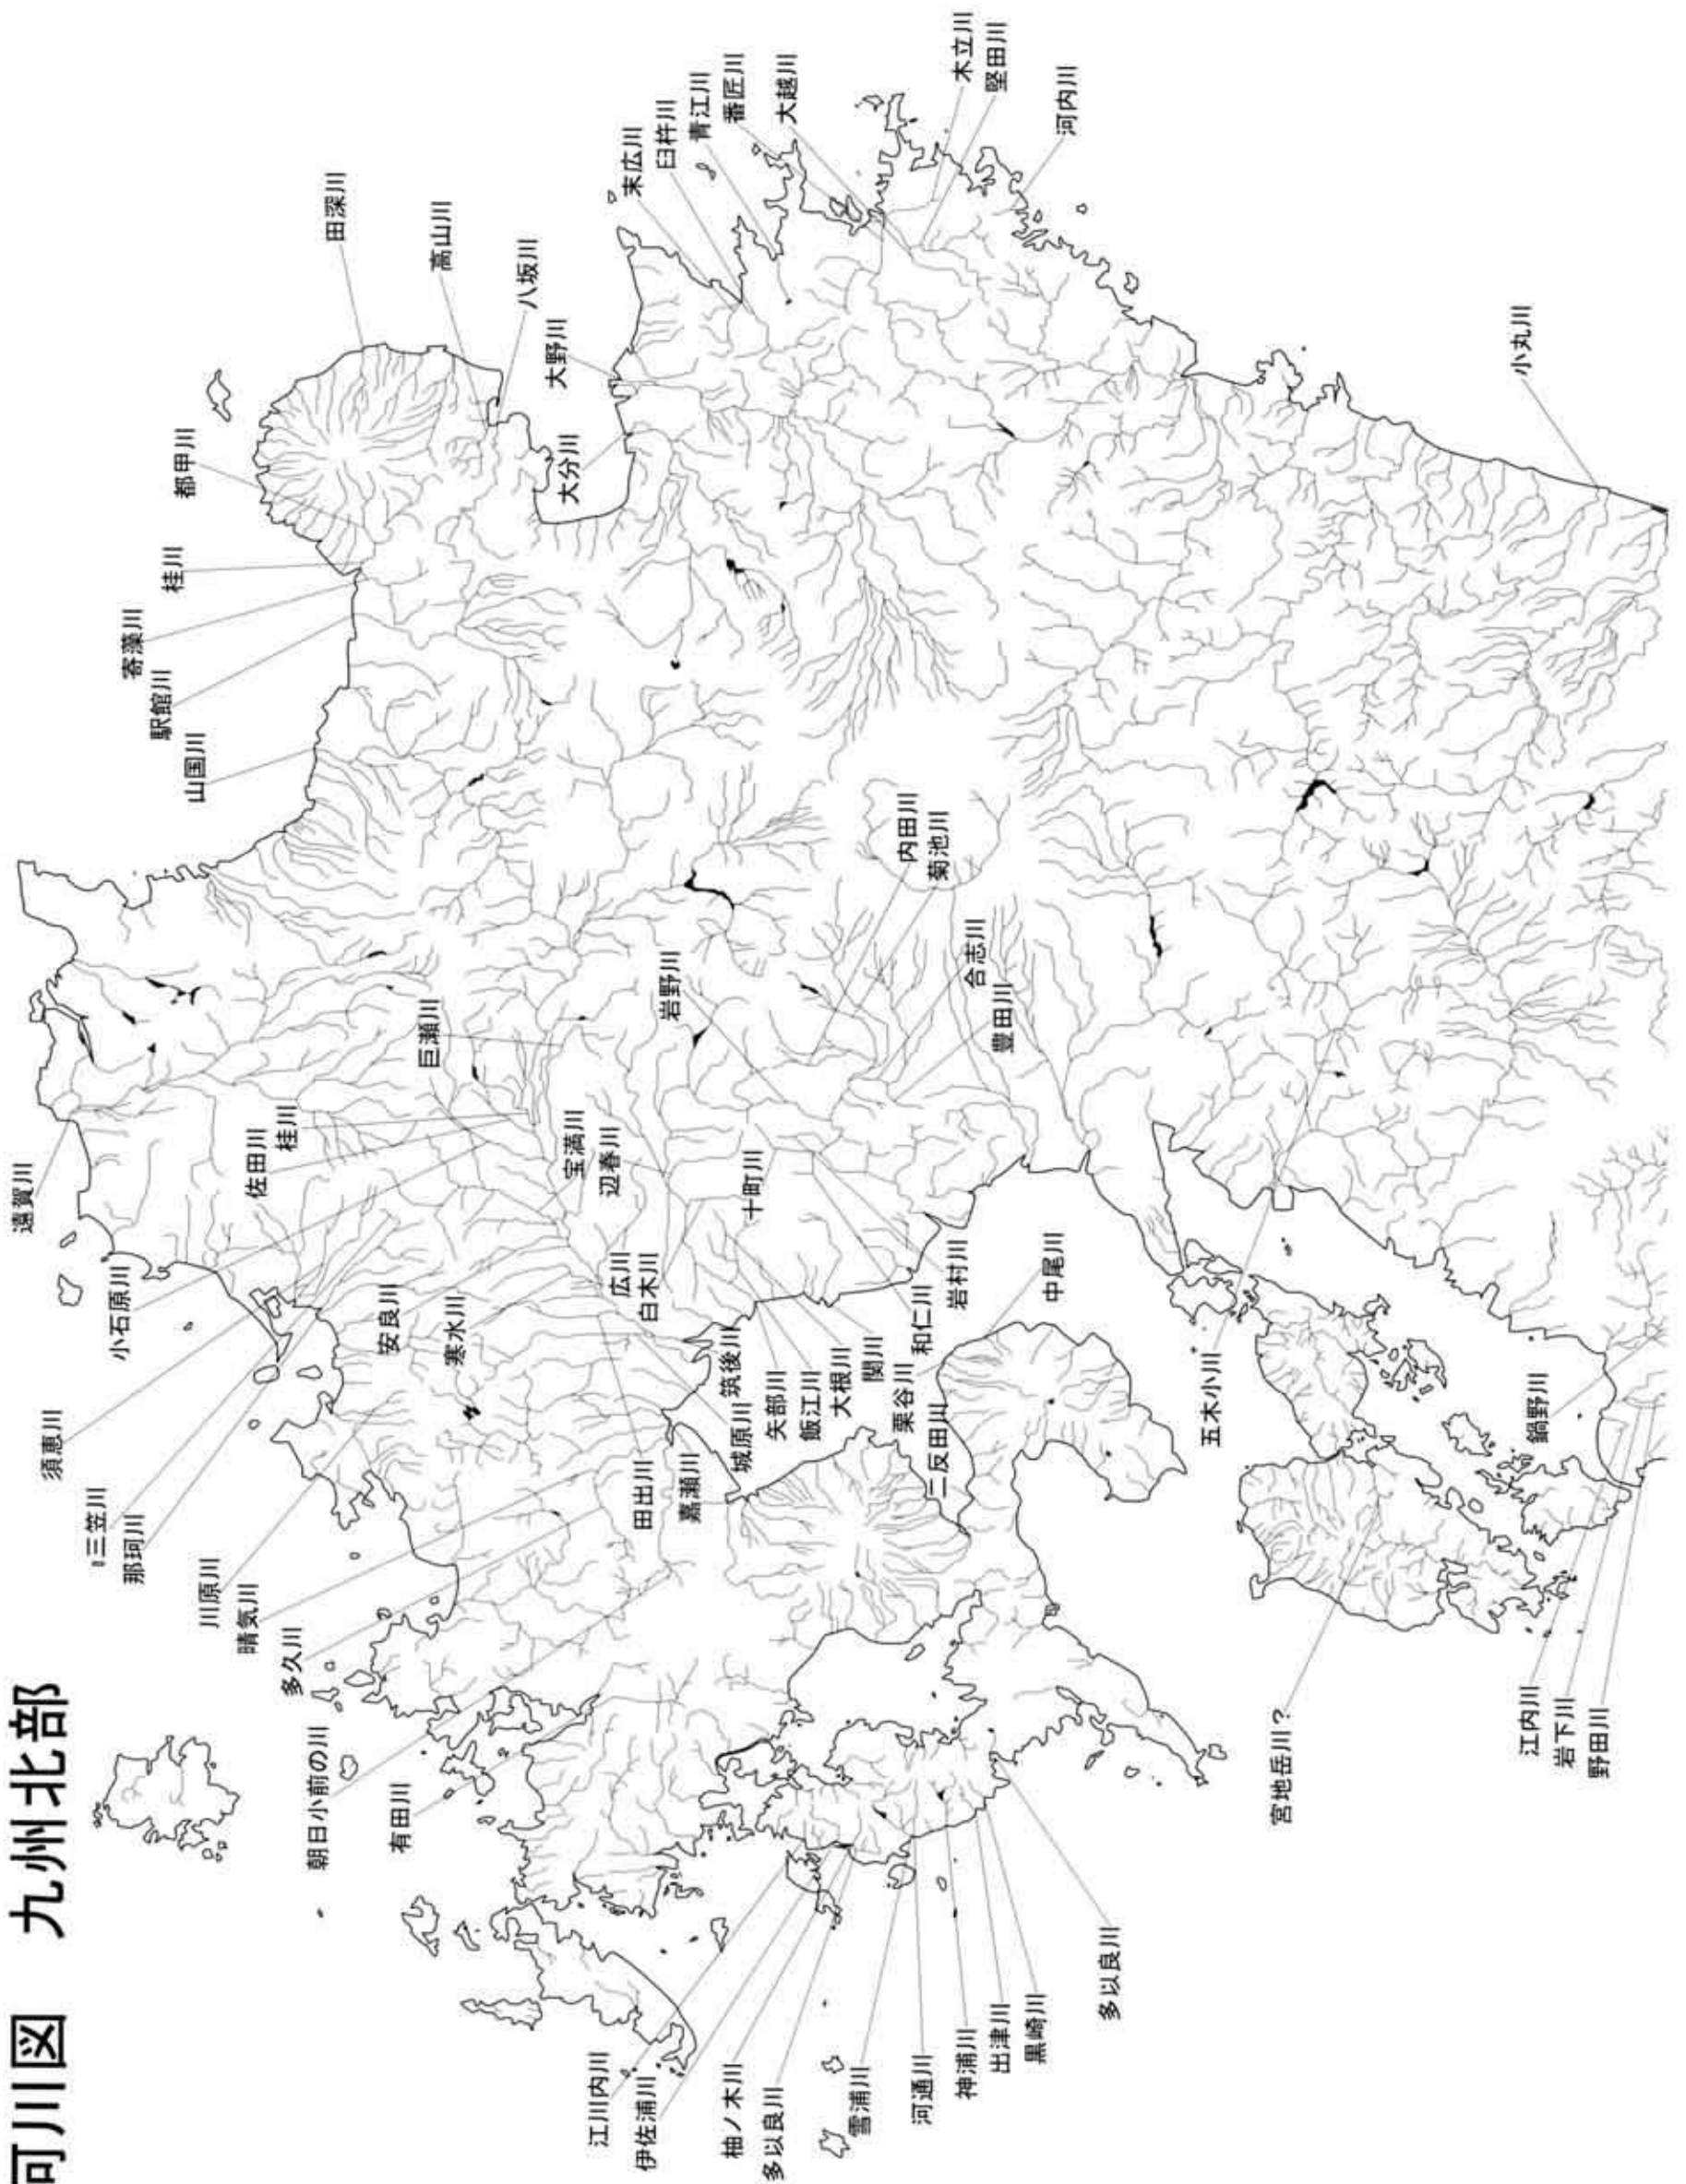 河川図 九州北部
遠賀川
小石原川
須恵川
三笠川
那珂川
川原川
晴気川
多久川
朝日小前の川
有田川
佐田川
桂川
巨瀬川
安良川
寒水川
宝満川
辺春川
広川
白木川
田出川
嘉瀬川
城原川
筑後川
矢部川
飯江川
大根川
関川
和仁川
岩村川
十町川
岩野川
内田川
菊池川
合志川
豊田川
栗谷川
二反田川
中尾川
山国川
駅館川
寄藻川
桂川
都甲川
田深川
高山川
八坂川
大野川
大分川
末広川
臼杵川
青江川
番匠川
大越川
木立川
堅田川
河内川
小丸川
五木小川
鍋野川
宮地岳川?
江内川
岩下川
野田川
江川内川
伊佐浦川
柚ノ木川
多以良川
雪浦川
河通川
神浦川
出津川
黒崎川
多以良川